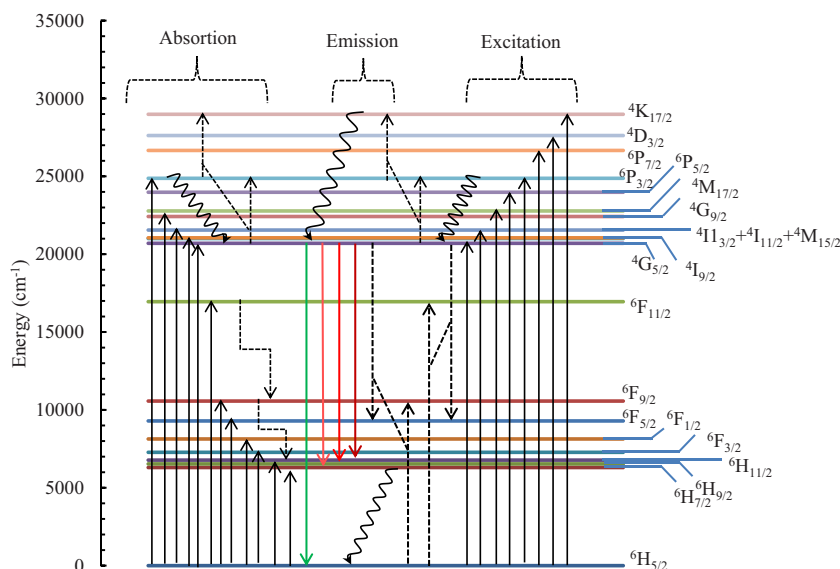 35000
30000
25000
20000
15000
10000
5000
0
Energy (cm⁻¹)
Absortion
Emission
Excitation
⁴K₁₇/₂
⁴D₃/₂
⁶P₇/₂
⁶P₅/₂
⁶P₃/₂
⁴M₁₇/₂
⁴G₉/₂
⁴I1₃/₂+⁴I₁₁/₂+⁴M₁₅/₂
⁴G₅/₂
⁴I₉/₂
⁶F₁₁/₂
⁶F₉/₂
⁶F₅/₂
⁶F₁/₂
⁶F₃/₂
⁶H₁₁/₂
⁶H₉/₂
⁶H₇/₂
⁶H₅/₂